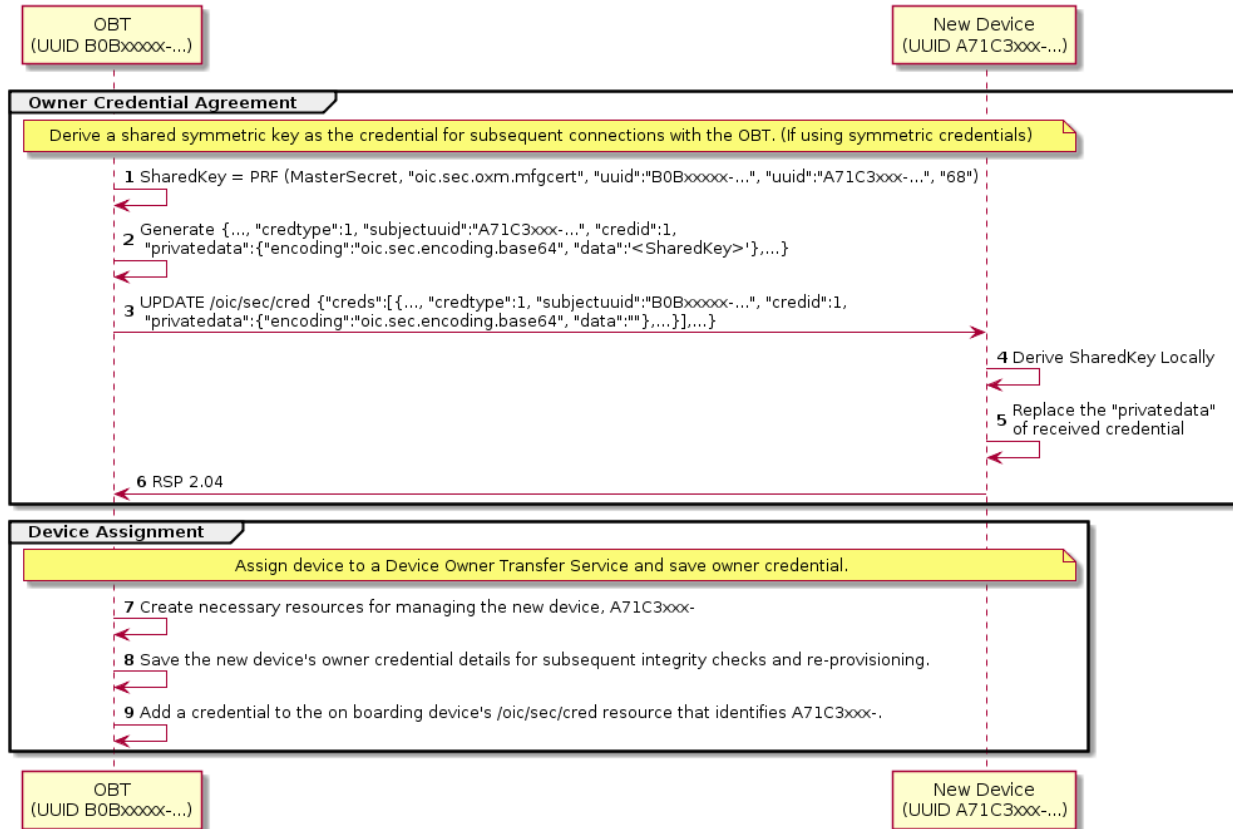 OBT
(UUID B0Bxxxxx-...)
New Device
(UUID A71C3xxx-...)
Owner Credential Agreement
Derive a shared symmetric key as the credential for subsequent connections with the OBT. (If using symmetric credentials)
1 SharedKey = PRF (MasterSecret, "oic.sec.oxm.mfgcert", "uuid":"B0Bxxxxx-...", "uuid":"A71C3xxx-...", "68")
2 Generate {..., "credtype":1, "subjectuuid":"A71C3xxx-...", "credid":1,
"privatedata":{"encoding":"oic.sec.encoding.base64", "data":'<SharedKey>'},...}
3 UPDATE /oic/sec/cred {"creds":[{..., "credtype":1, "subjectuuid":"B0Bxxxxx-...", "credid":1,
"privatedata":{"encoding":"oic.sec.encoding.base64", "data":""},...}],...}
4 Derive SharedKey Locally
5 Replace the "privatedata"
of received credential
6 RSP 2.04
Device Assignment
Assign device to a Device Owner Transfer Service and save owner credential.
7 Create necessary resources for managing the new device, A71C3xxx-
8 Save the new device's owner credential details for subsequent integrity checks and re-provisioning.
9 Add a credential to the on boarding device's /oic/sec/cred resource that identifies A71C3xxx-.
OBT
(UUID B0Bxxxxx-...)
New Device
(UUID A71C3xxx-...)